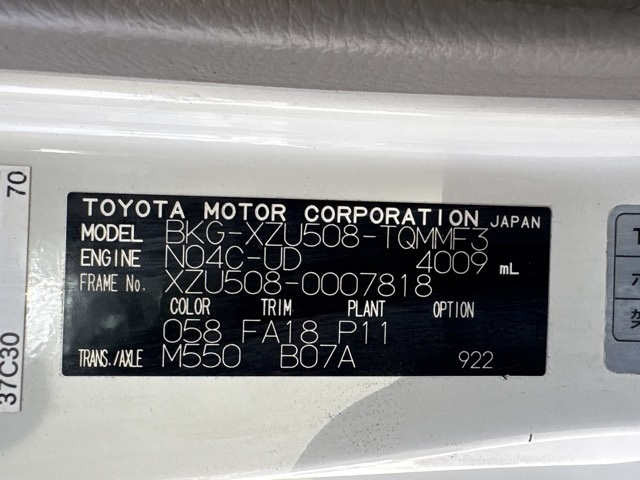 TOYOTA MOTOR CORPORATION JAPAN
MODEL BKG-XZU508-TQMMF3
ENGINE N04C-UD 4009 mL
FRAME No. XZU508-0007818
COLOR TRIM PLANT OPTION
058 FA18 P11
TRANS./AXLE M550 B07A 922
37C30
70